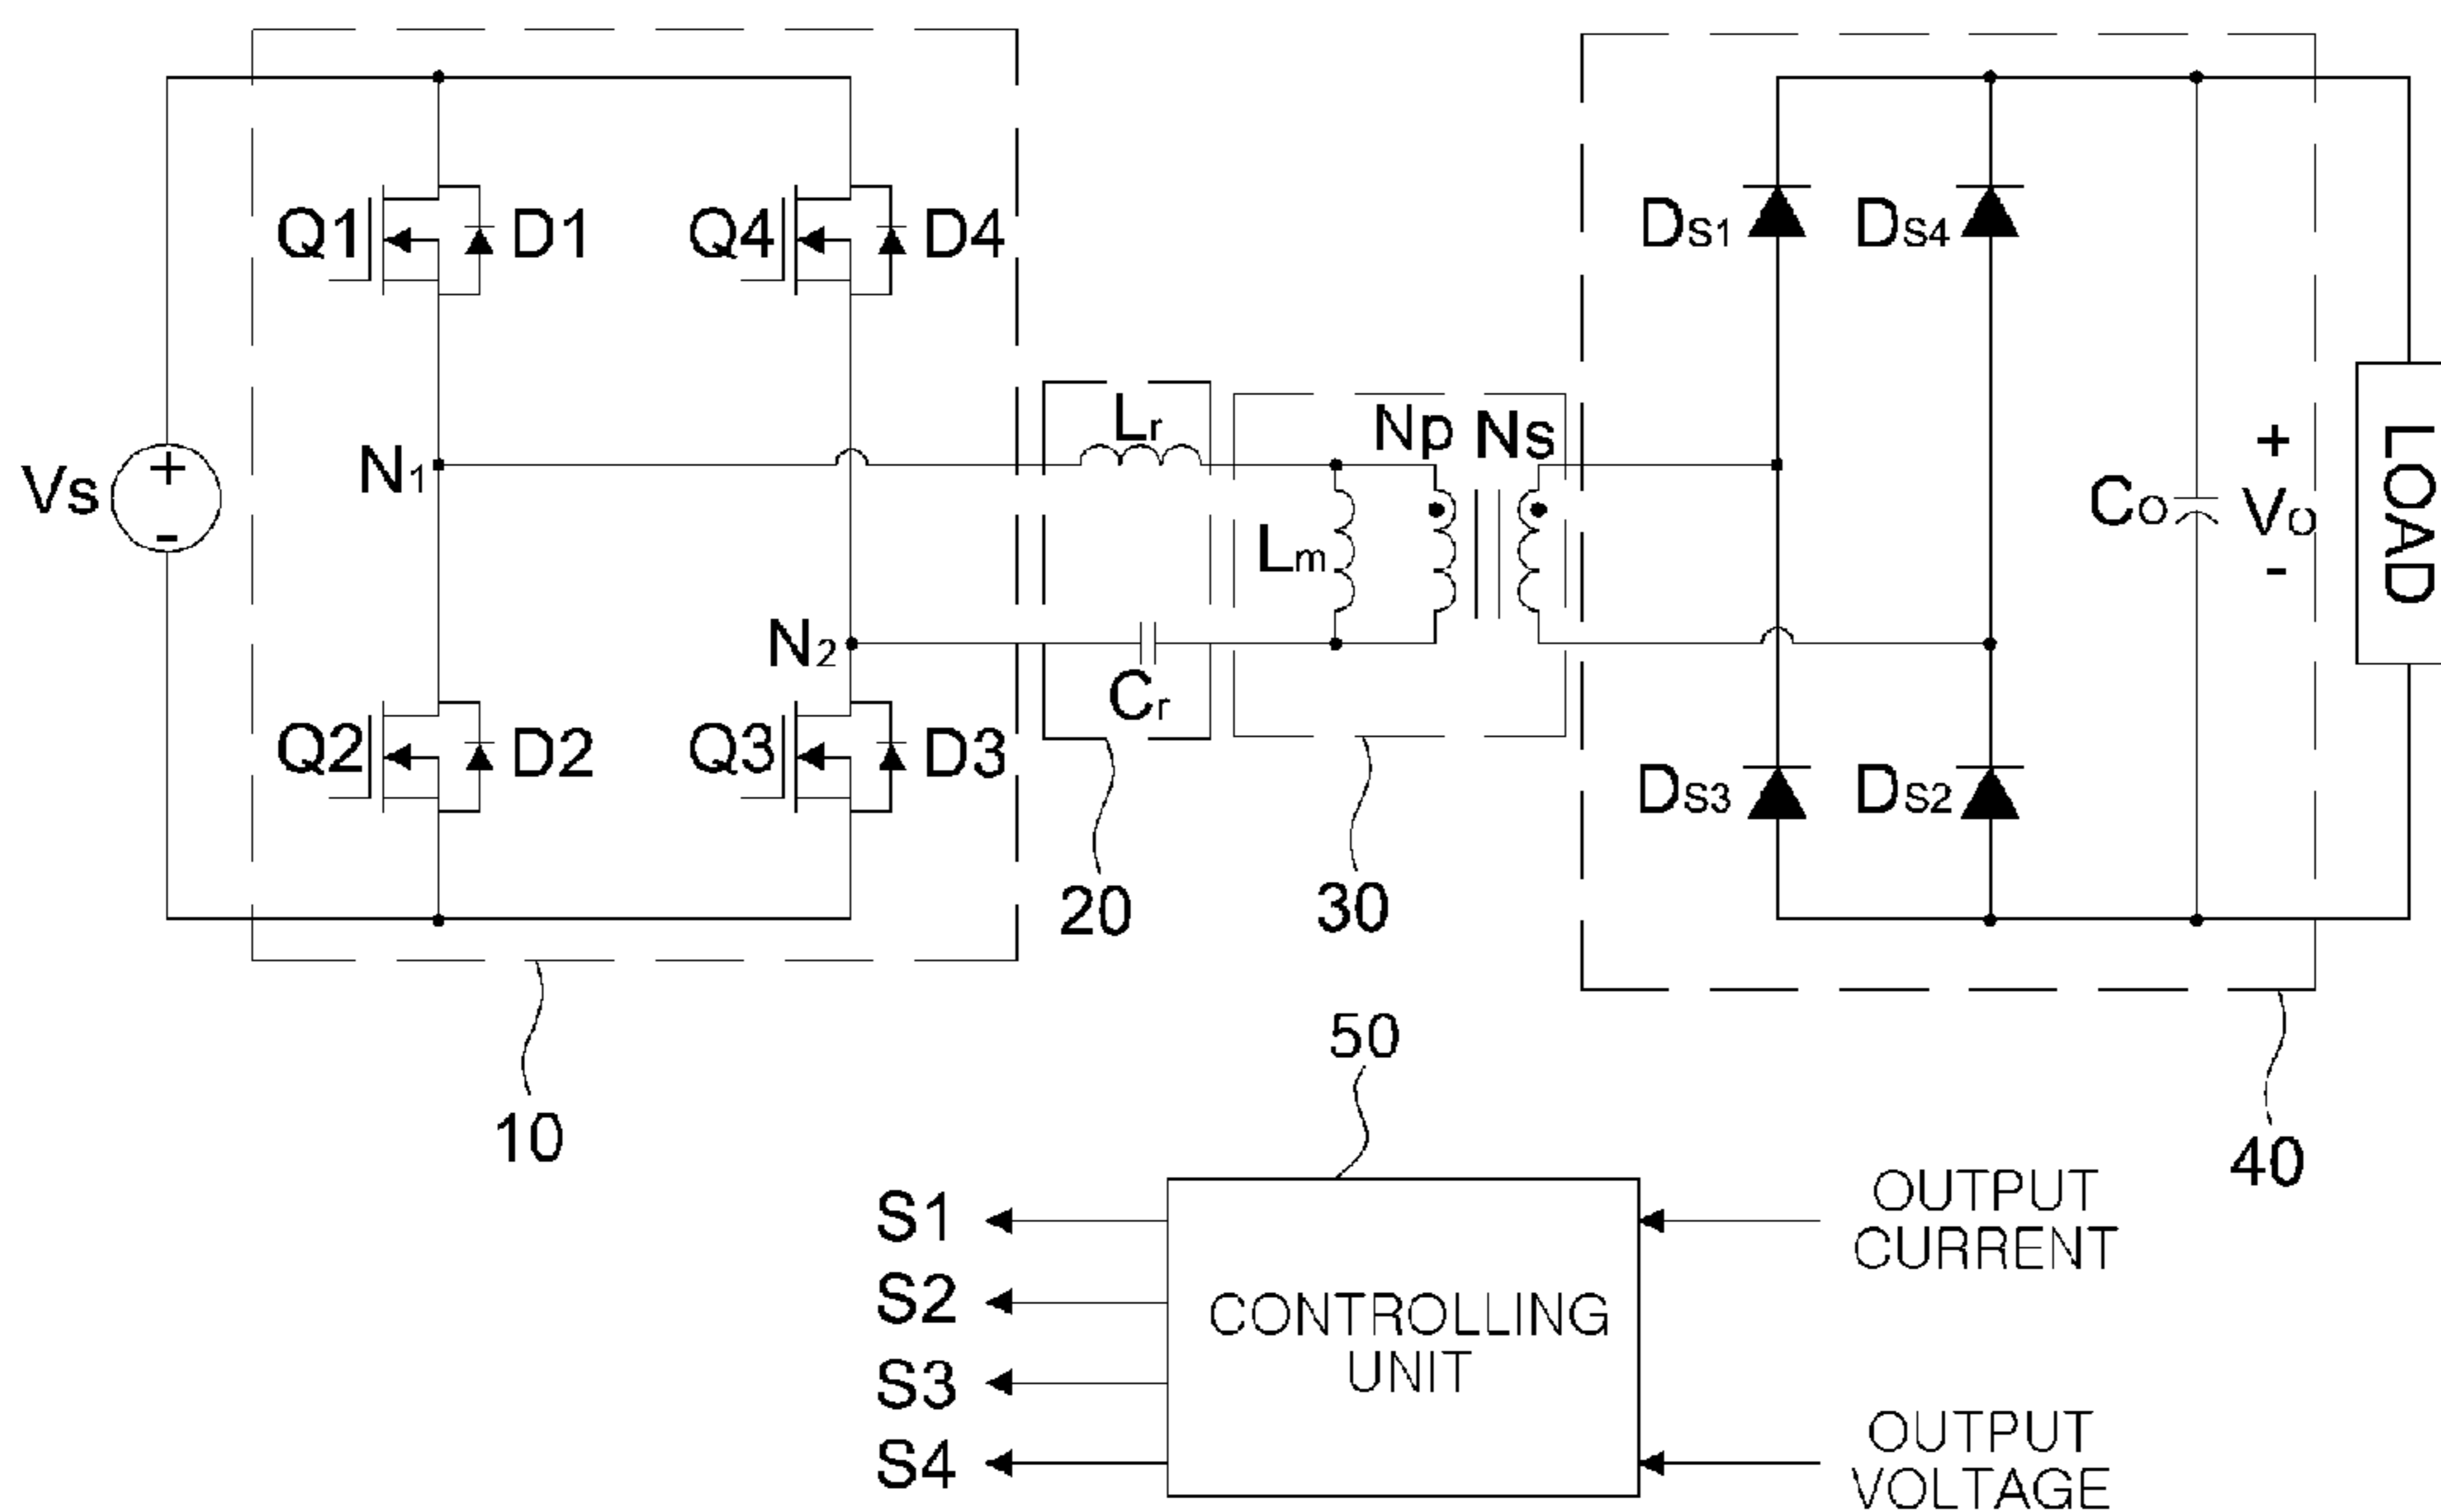 Q1
D1
Q4
D4
DS1
DS4
Lr
Np
Ns
Vs
+
-
N1
Lm
CO
+
VO
-
LOAD
N2
Cr
Q2
D2
Q3
D3
DS3
DS2
20
30
10
50
40
S1
S2
S3
S4
CONTROLLING
UNIT
OUTPUT
CURRENT
OUTPUT
VOLTAGE